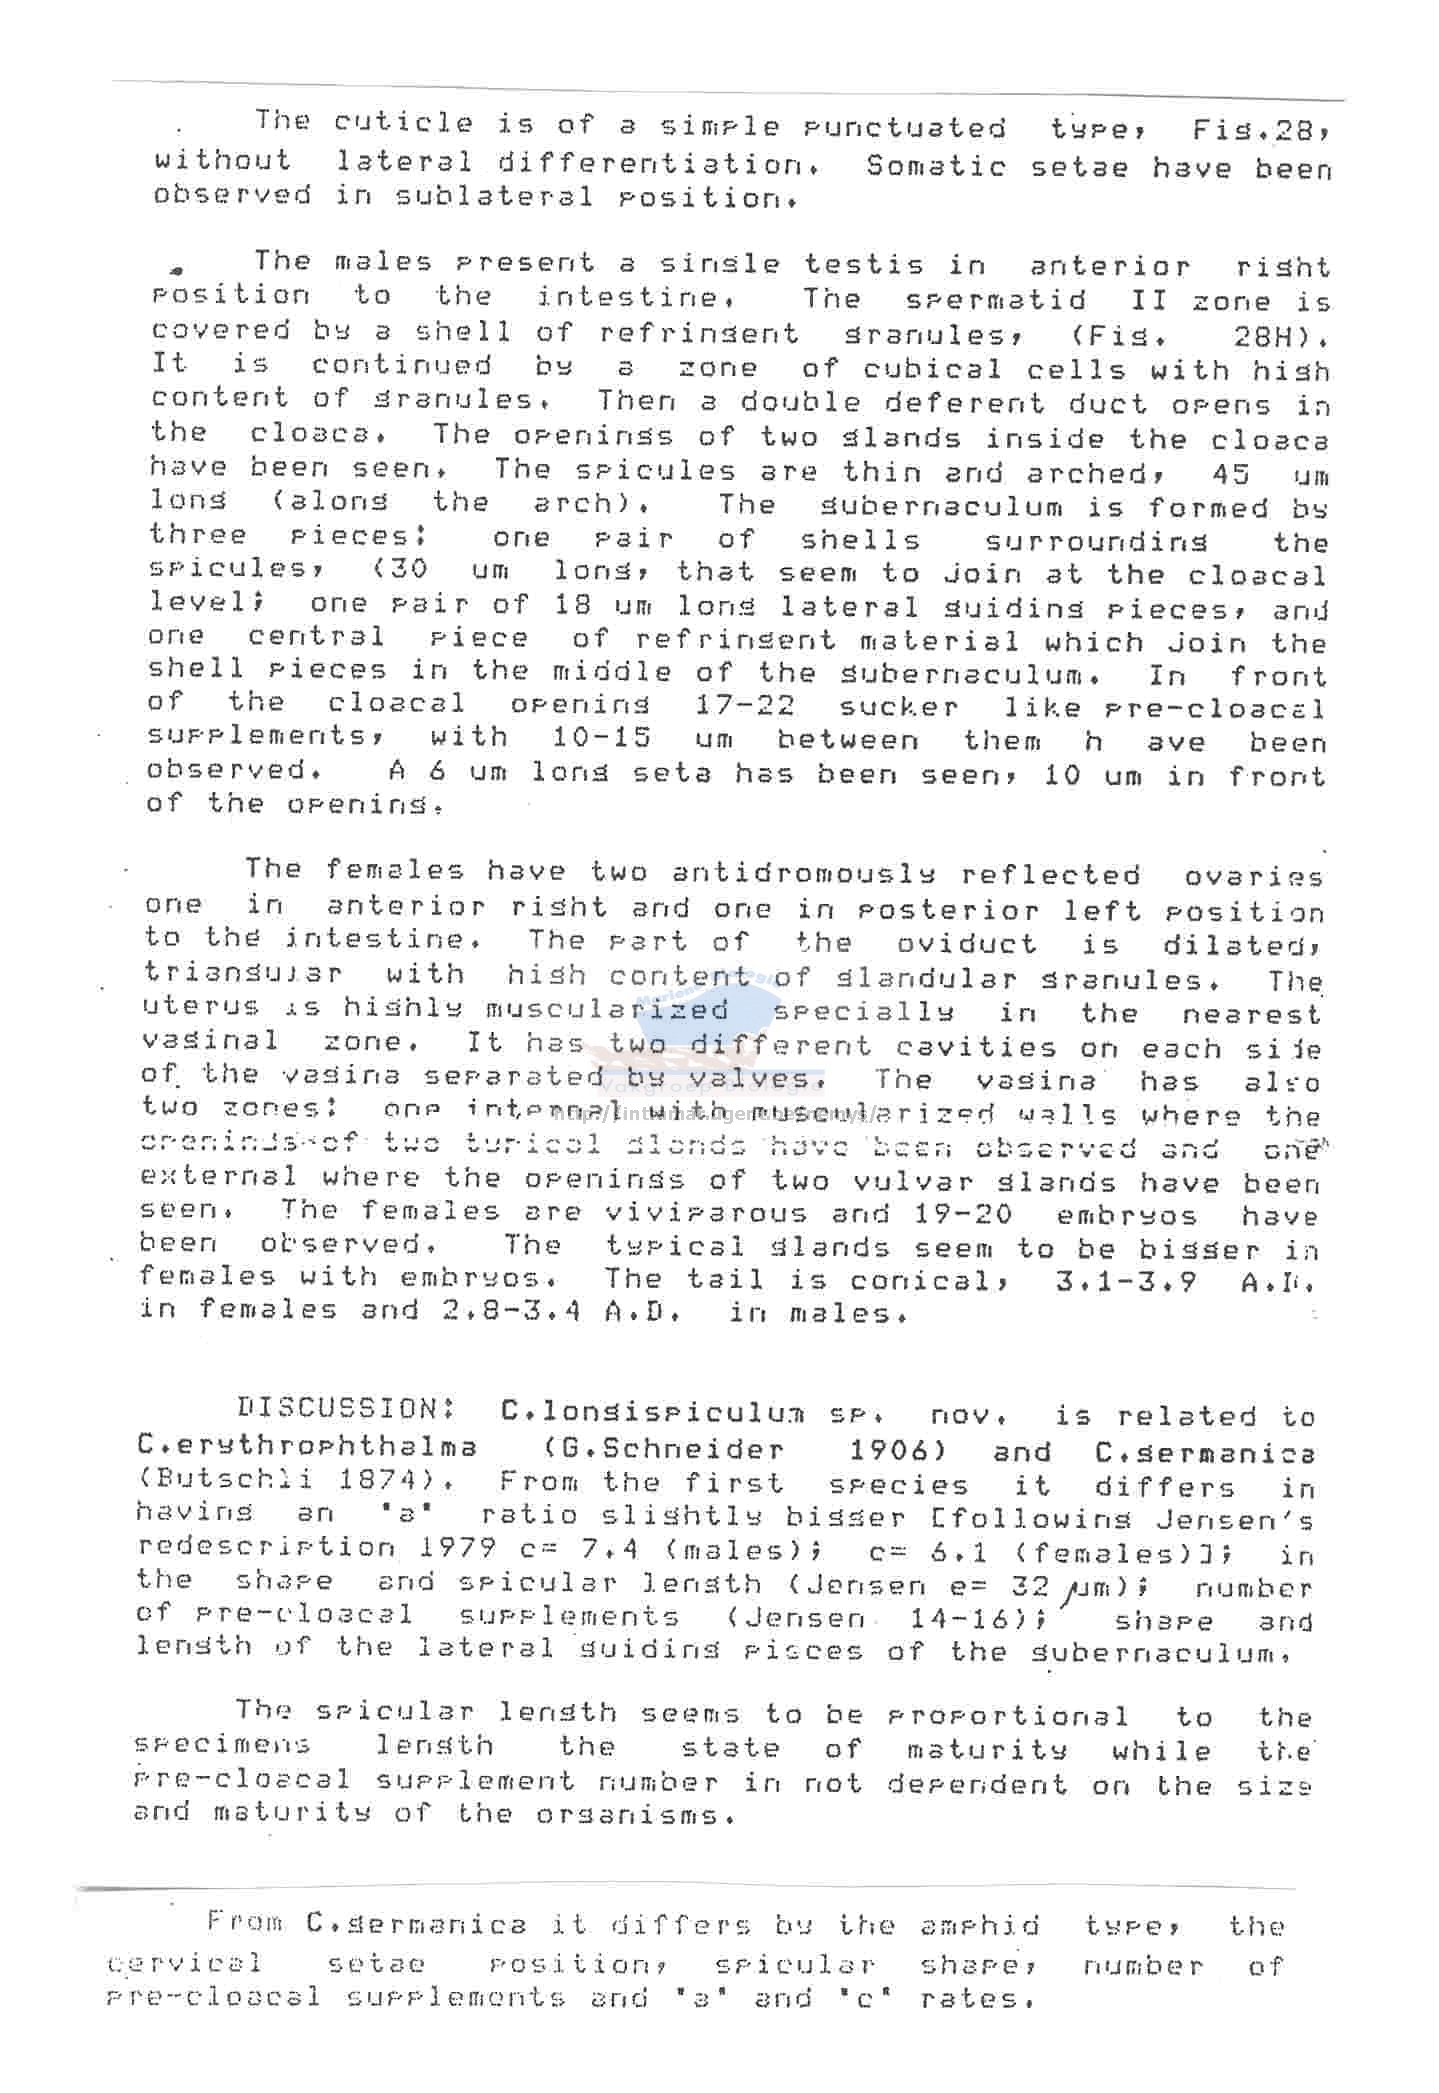 The cuticle is of a simple punctuated type, Fig.28,
without lateral differentiation. Somatic setae have been
observed in sublateral position.
The males present a single testis in anterior right
position to the intestine. The spermatid II zone is
covered by a shell of refringent granules, (Fig. 28H).
It is continued by a zone of cubical cells with high
content of granules. Then a double deferent duct opens in
the cloaca. The openings of two glands inside the cloaca
have been seen. The spicules are thin and arched, 45 um
long (along the arch). The gubernaculum is formed by
three pieces: one pair of shells surrounding the
spicules, (30 um long, that seem to join at the cloacal
level; one pair of 18 um long lateral guiding pieces, and
one central piece of refringent material which join the
shell pieces in the middle of the gubernaculum. In front
of the cloacal opening 17-22 sucker like pre-cloacal
supplements, with 10-15 um between them h ave been
observed. A 6 um long seta has been seen, 10 um in front
of the opening.
The females have two antidromously reflected ovaries
one in anterior right and one in posterior left position
to the intestine. The part of the oviduct is dilated,
triangular with high content of glandular granules. The
uterus is highly muscularized specially in the nearest
vaginal zone. It has two different cavities on each side
of the vagina separated by valves. The vagina has also
two zones: one internal with muscularized walls where the
openings of two typical glands have been observed and one
external where the openings of two vulvar glands have been
seen. The females are viviparous and 19-20 embryos have
been observed. The typical glands seem to be bigger in
females with embryos. The tail is conical, 3.1-3.9 A.D.
in females and 2.8-3.4 A.D. in males.
DISCUSSION: C.longispiculum sp. nov. is related to
C.erythrophthalma (G.Schneider 1906) and C.germanica
(Butschli 1874). From the first species it differs in
having an "a" ratio slightly bigger [following Jensen's
redescription 1979 c= 7.4 (males); c= 6.1 (females)]; in
the shape and spicular length (Jensen e= 32 µm); number
of pre-cloacal supplements (Jensen 14-16); shape and
length of the lateral guiding pieces of the gubernaculum.
The spicular length seems to be proportional to the
specimens length the state of maturity while the
pre-cloacal supplement number in not dependent on the size
and maturity of the organisms.
From C.germanica it differs by the amphid type, the
cervical setae position, spicular shape, number of
pre-cloacal supplements and "a" and "c" rates.